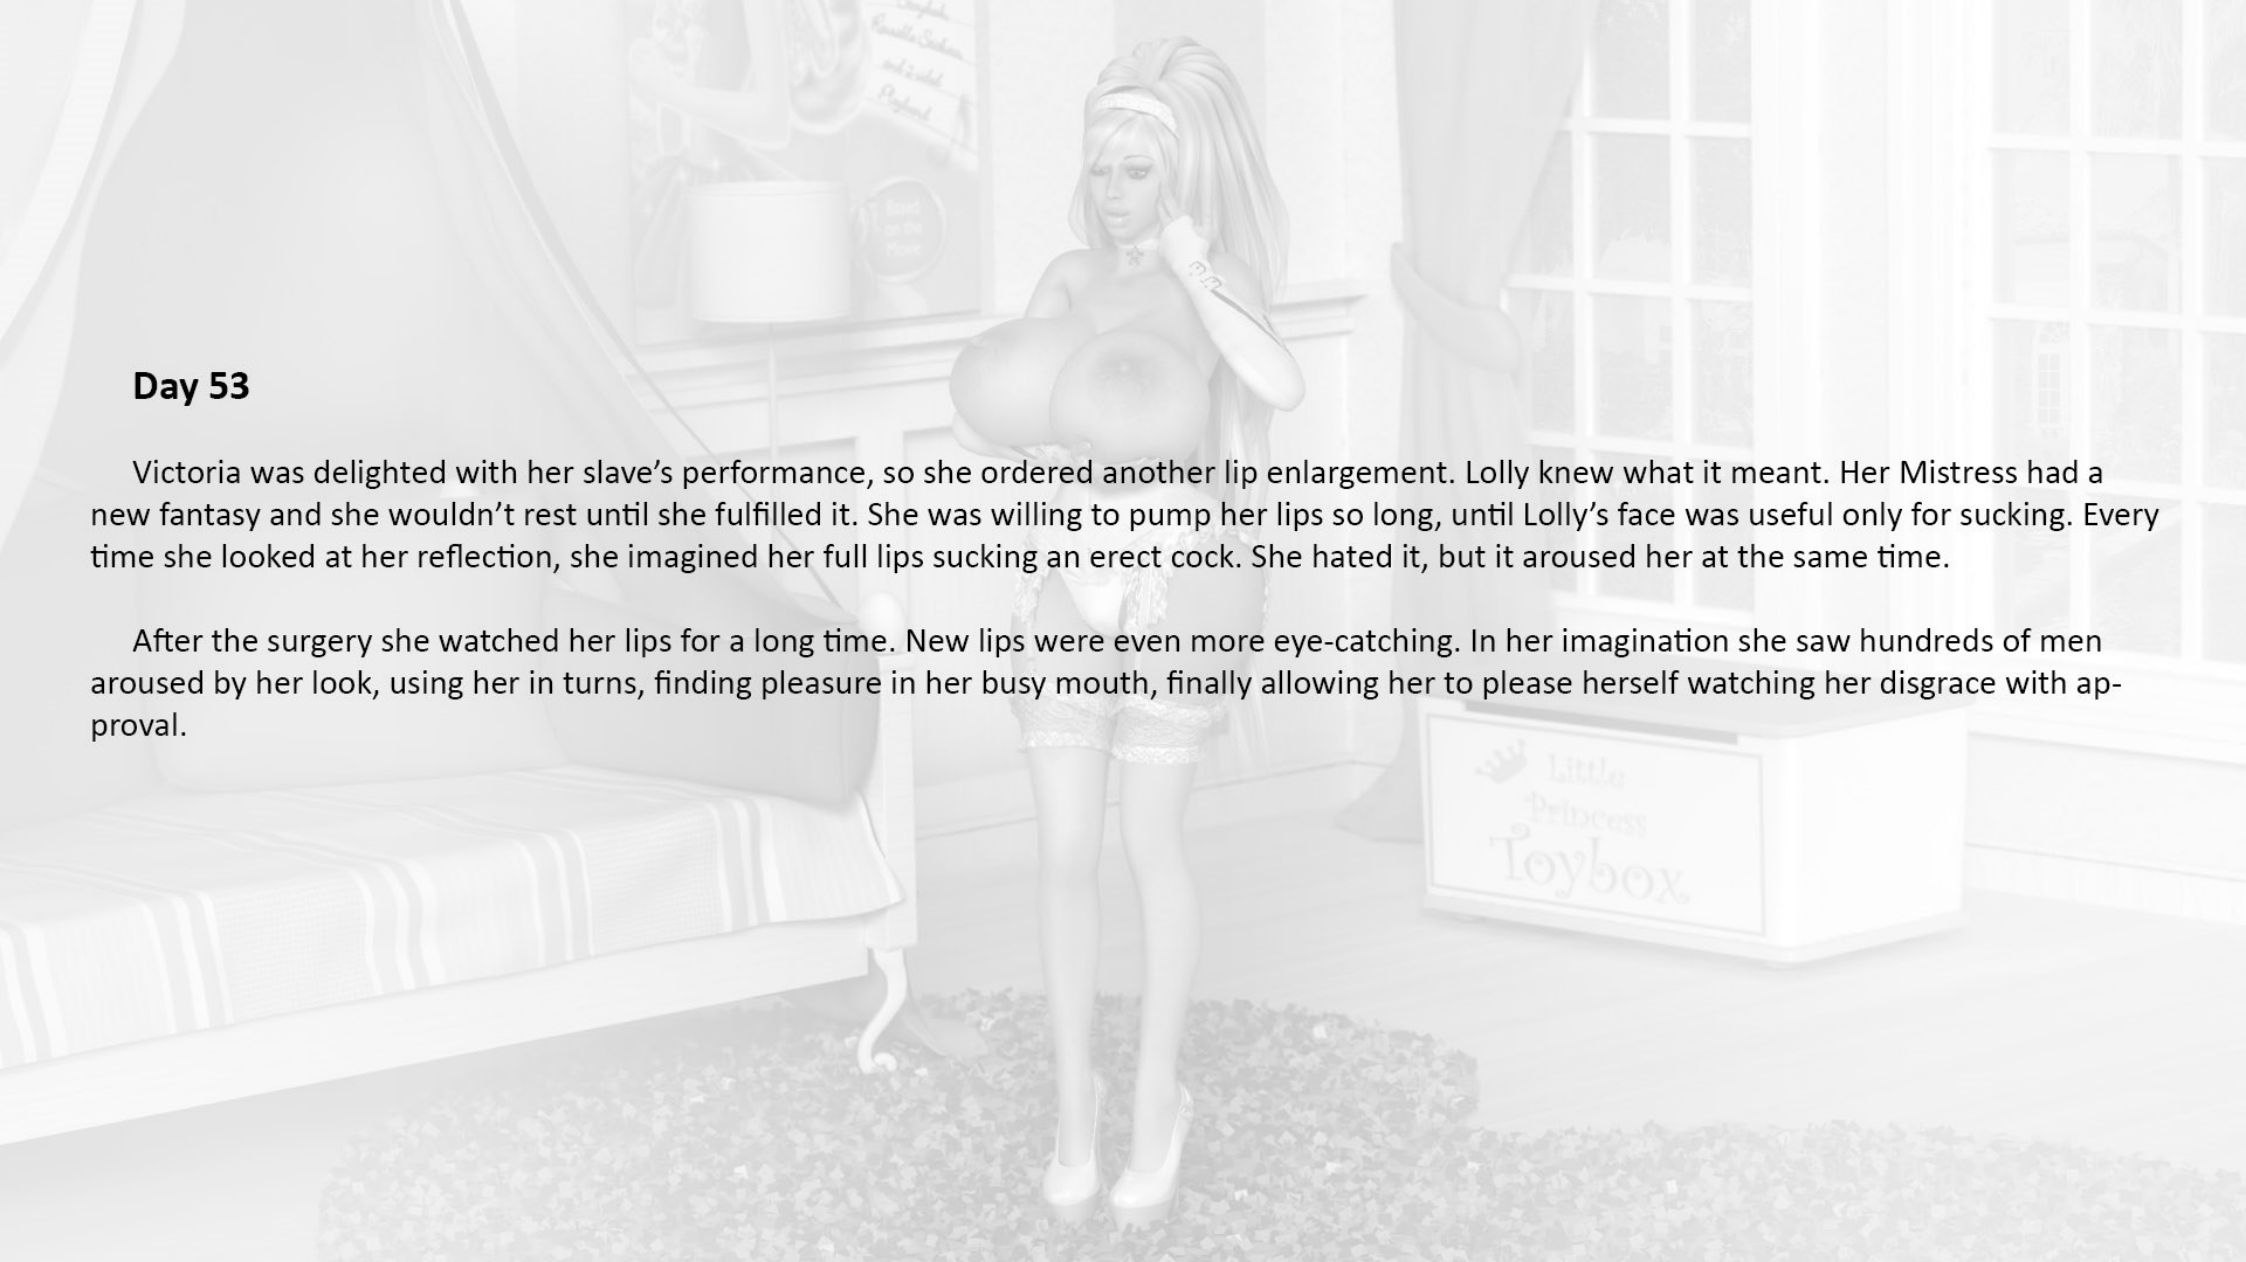 Based
on the
Movie
Day 53
Victoria was delighted with her slave’s performance, so she ordered another lip enlargement. Lolly knew what it meant. Her Mistress had a
new fantasy and she wouldn’t rest until she fulfilled it. She was willing to pump her lips so long, until Lolly’s face was useful only for sucking. Every
time she looked at her reflection, she imagined her full lips sucking an erect cock. She hated it, but it aroused her at the same time.
After the surgery she watched her lips for a long time. New lips were even more eye-catching. In her imagination she saw hundreds of men
aroused by her look, using her in turns, finding pleasure in her busy mouth, finally allowing her to please herself watching her disgrace with ap-
proval.
Little
Princess
Toybox